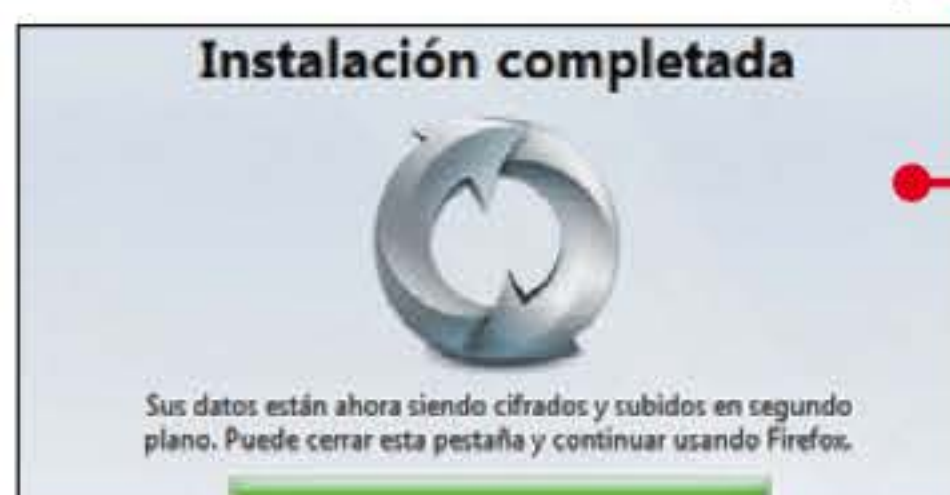 Instalación completada
Sus datos están ahora siendo cifrados y subidos en segundo
plano. Puede cerrar esta pestaña y continuar usando Firefox.